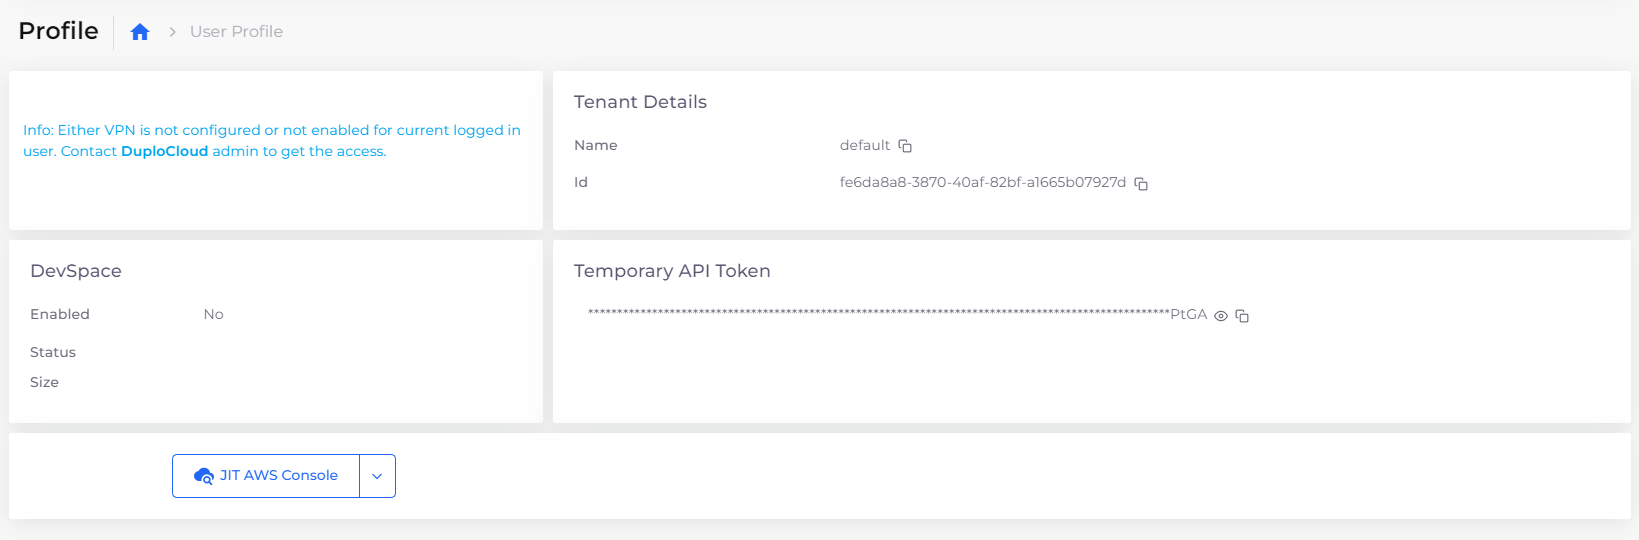 Profile
User Profile
Info: Either VPN is not configured or not enabled for current logged in
user. Contact DuploCloud admin to get the access.
Tenant Details
Name default
Id fe6da8a8-3870-40af-82bf-a1665b07927d
DevSpace
Enabled No
Status
Size
Temporary API Token
****************************************************************************************************PtGA
JIT AWS Console